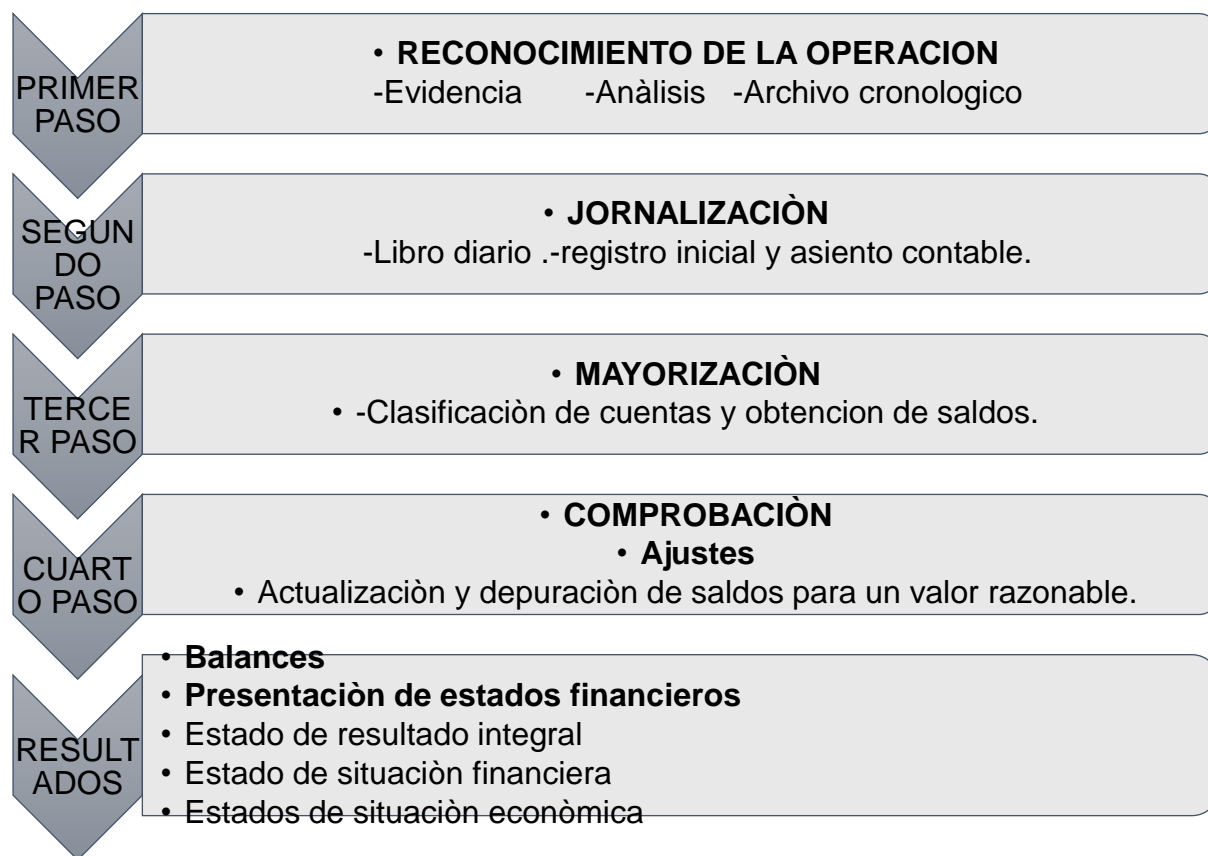 PRIMER
PASO
• RECONOCIMIENTO DE LA OPERACION
-Evidencia -Anàlisis -Archivo cronologico
SEGUN
DO
PASO
• JORNALIZACIÒN
-Libro diario .-registro inicial y asiento contable.
TERCE
R PASO
• MAYORIZACIÒN
• -Clasificaciòn de cuentas y obtencion de saldos.
CUART
O PASO
• COMPROBACIÒN
• Ajustes
• Actualizaciòn y depuraciòn de saldos para un valor razonable.
RESULT
ADOS
• Balances
• Presentaciòn de estados financieros
• Estado de resultado integral
• Estado de situaciòn financiera
• Estados de situaciòn econòmica